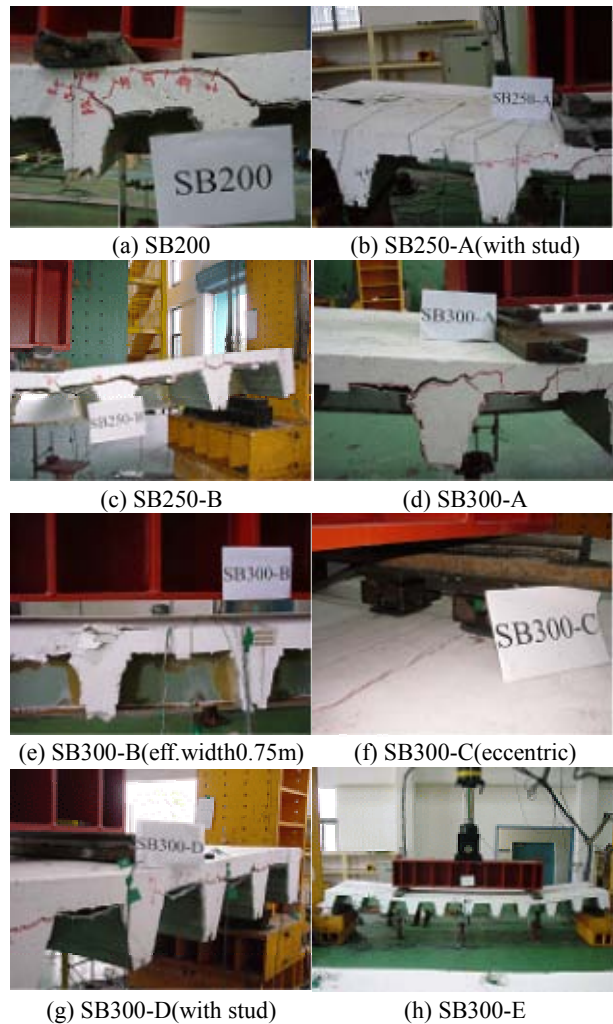 SB200
SB250-A
(a) SB200
(b) SB250-A(with stud)
SB250-B
SB300-A
(c) SB250-B
(d) SB300-A
SB300-B
SB300-C
(e) SB300-B(eff.width0.75m)
(f) SB300-C(eccentric)
SB300-D
(g) SB300-D(with stud)
(h) SB300-E